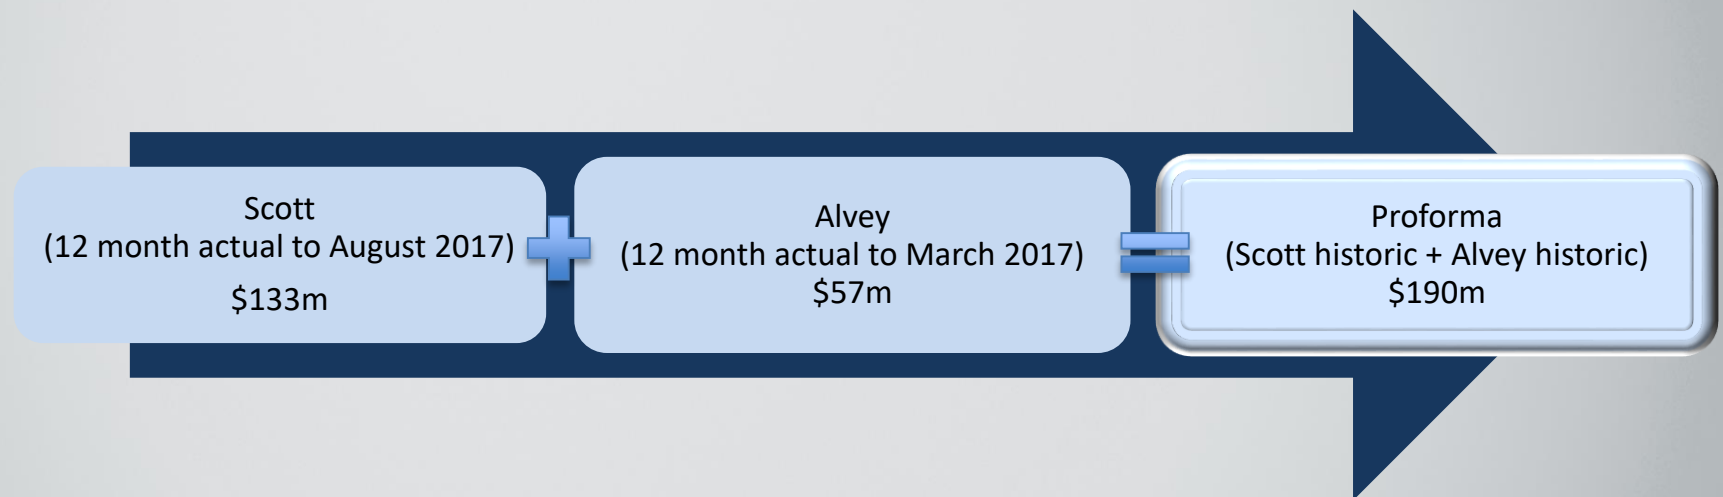 Scott
(12 month actual to August 2017)
$133m
Alvey
(12 month actual to March 2017)
$57m
Proforma
(Scott historic + Alvey historic)
$190m